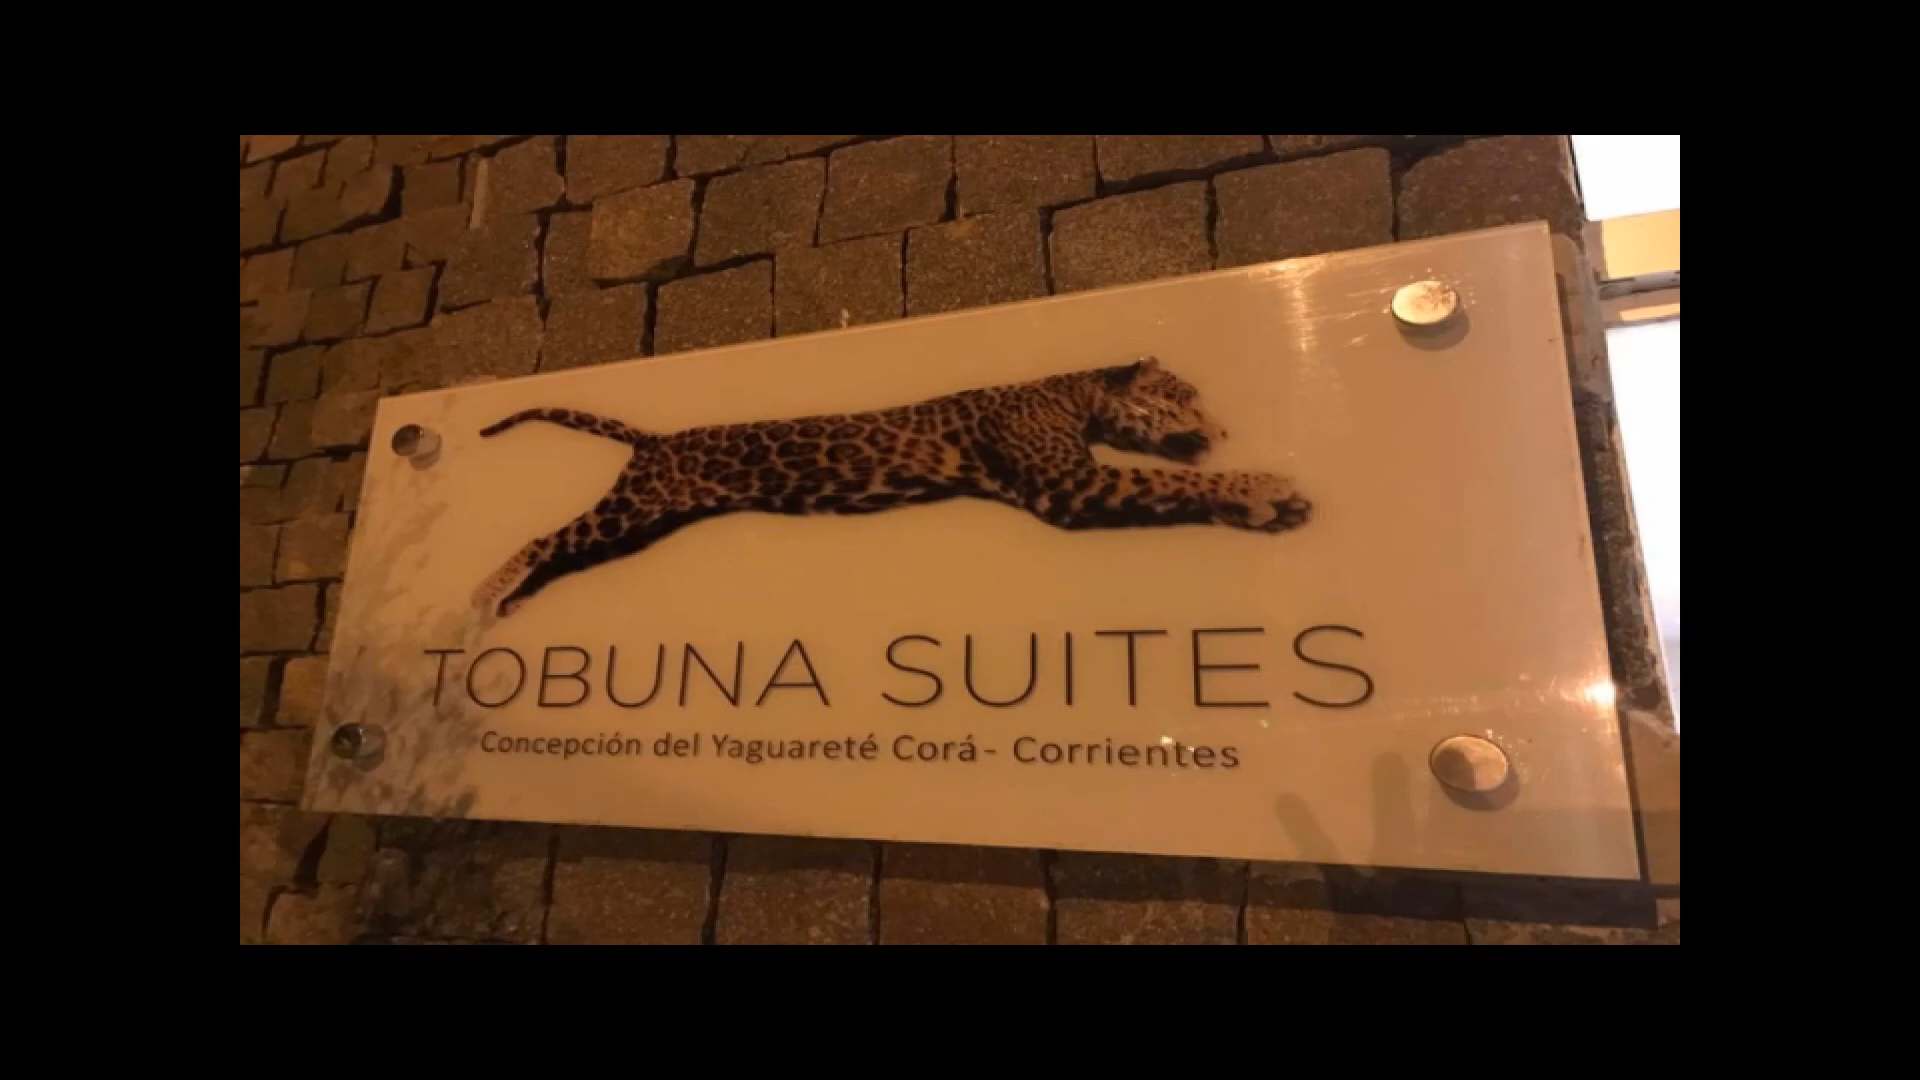 TOBUNA SUITES
Concepción del Yaguareté Corá - Corrientes